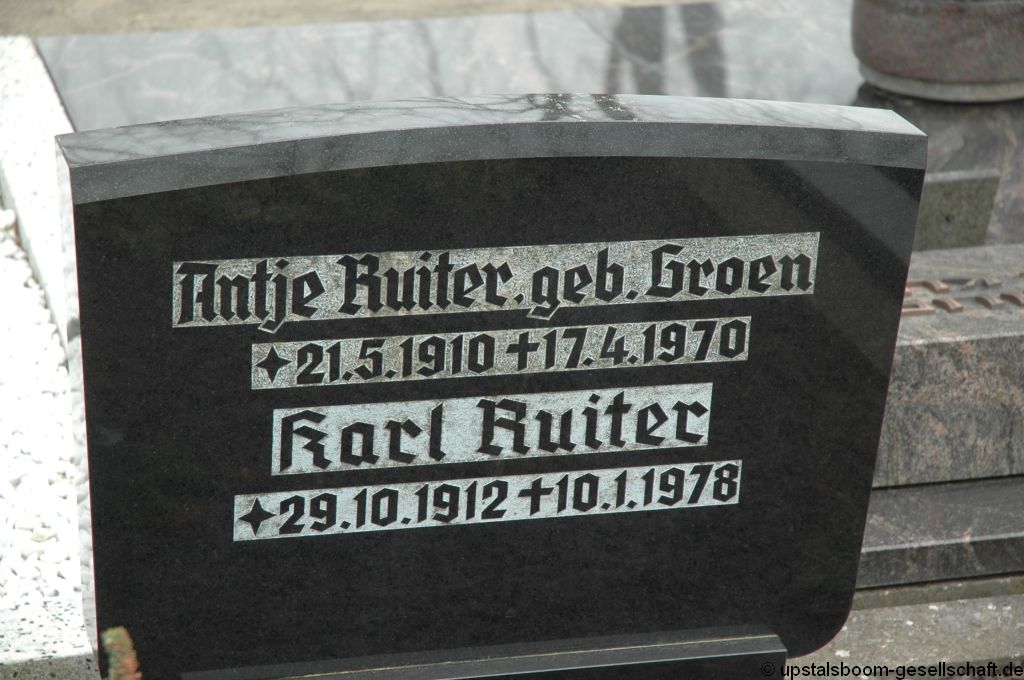 Antje Ruiter. geb. Groen
✦21.5.1910 ✝17.4.1970
Karl Ruiter
✦29.10.1912 ✝10.1.1978
© upstalsboom-gesellschaft.de